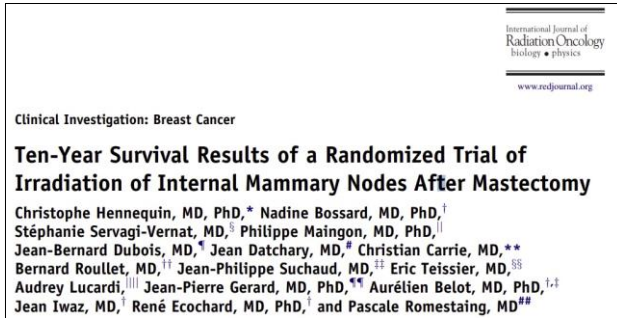 International Journal of
Radiation Oncology
biology • physics
www.redjournal.org
Clinical Investigation: Breast Cancer
Ten-Year Survival Results of a Randomized Trial of
Irradiation of Internal Mammary Nodes After Mastectomy
Christophe Hennequin, MD, PhD,* Nadine Bossard, MD, PhD,†
Stéphanie Servagi-Vernat, MD,§ Philippe Maingon, MD, PhD,||
Jean-Bernard Dubois, MD,¶ Jean Datchary, MD,# Christian Carrie, MD,**
Bernard Roullet, MD,†† Jean-Philippe Suchaud, MD,‡‡ Eric Teissier, MD,§§
Audrey Lucardi,|||| Jean-Pierre Gerard, MD, PhD,¶¶ Aurélien Belot, MD, PhD,†,‡
Jean Iwaz, MD,† René Ecochard, MD, PhD,† and Pascale Romestaing, MD##